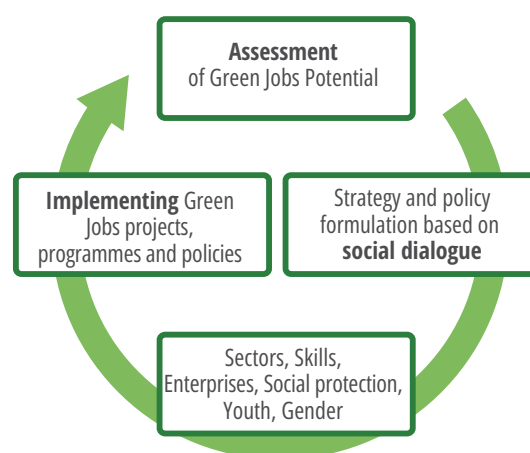 Assessment
of Green Jobs Potential
Implementing Green
Jobs projects,
programmes and policies
Strategy and policy
formulation based on
social dialogue
Sectors, Skills,
Enterprises, Social protection,
Youth, Gender